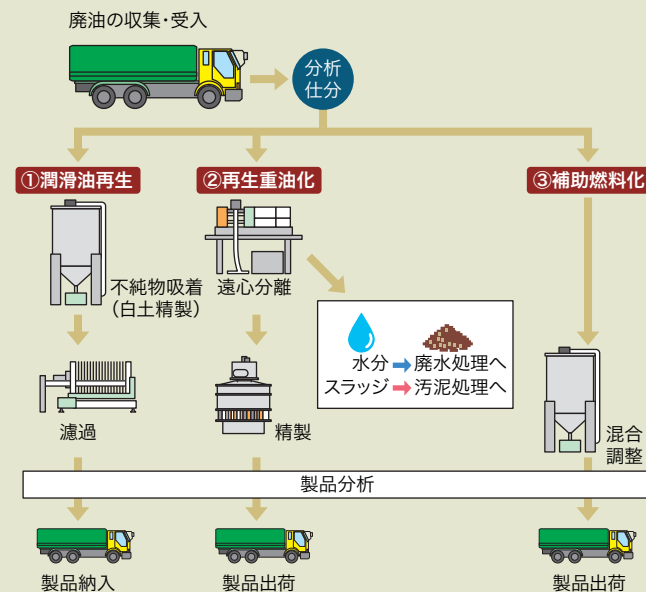 廃油の収集・受入
分析
仕分
①潤滑油再生
②再生重油化
③補助燃料化
不純物吸着
（白土精製）
遠心分離
水分→廃水処理へ
スラッジ→汚泥処理へ
濾過
精製
混合
調整
製品分析
製品納入
製品出荷
製品出荷